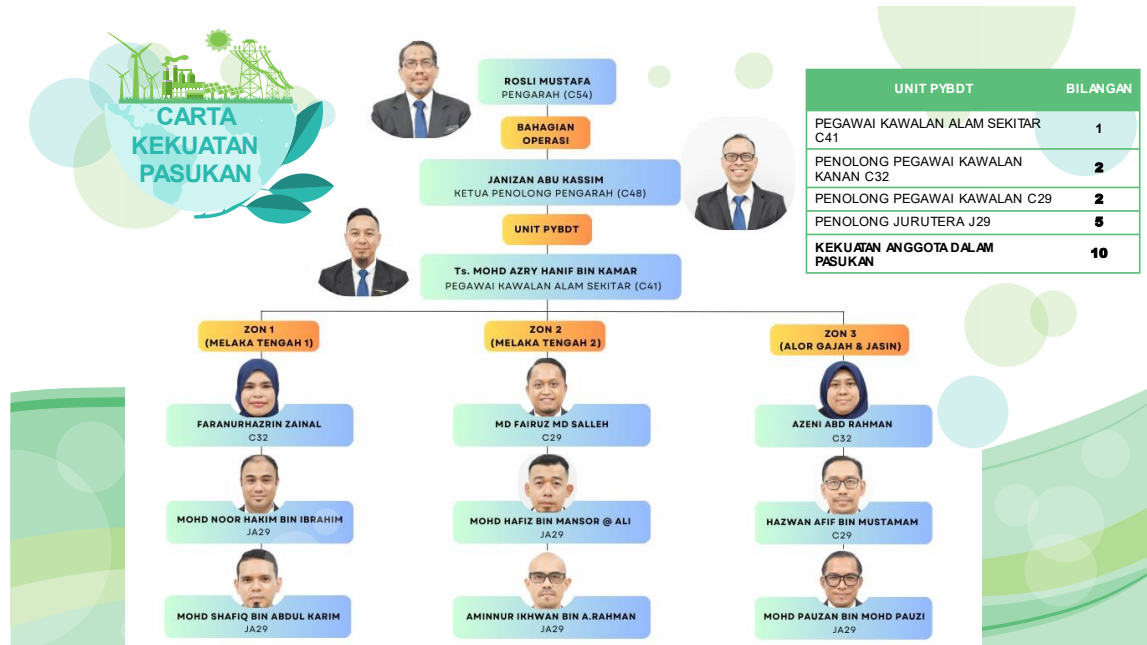 CARTA
KEKUATAN
PASUKAN
ROSLI MUSTAFA
PENGARAH (C54)
BAHAGIAN
OPERASI
JANIZAN ABU KASSIM
KETUA PENOLONG PENGARAH (C48)
UNIT PYBDT
Ts. MOHD AZRY HANIF BIN KAMAR
PEGAWAI KAWALAN ALAM SEKITAR (C41)
ZON 1
(MELAKA TENGAH 1)
FARANURHAZRIN ZAINAL
C32
MOHD NOOR HAKIM BIN IBRAHIM
JA29
MOHD SHAFIQ BIN ABDUL KARIM
JA29
ZON 2
(MELAKA TENGAH 2)
MD FAIRUZ MD SALLEH
C29
MOHD HAFIZ BIN MANSOR @ ALI
JA29
AMINNUR IKHWAN BIN A.RAHMAN
JA29
ZON 3
(ALOR GAJAH & JASIN)
AZENI ABD RAHMAN
C32
HAZWAN AFIF BIN MUSTAMAM
C29
MOHD PAUZAN BIN MOHD PAUZI
JA29
UNIT PYBDT BILANGAN
PEGAWAI KAWALAN ALAM SEKITAR
C41 1
PENOLONG PEGAWAI KAWALAN
KANAN C32 2
PENOLONG PEGAWAI KAWALAN C29 2
PENOLONG JURUTERA J29 5
KEKUATAN ANGGOTA DALAM
PASUKAN 10